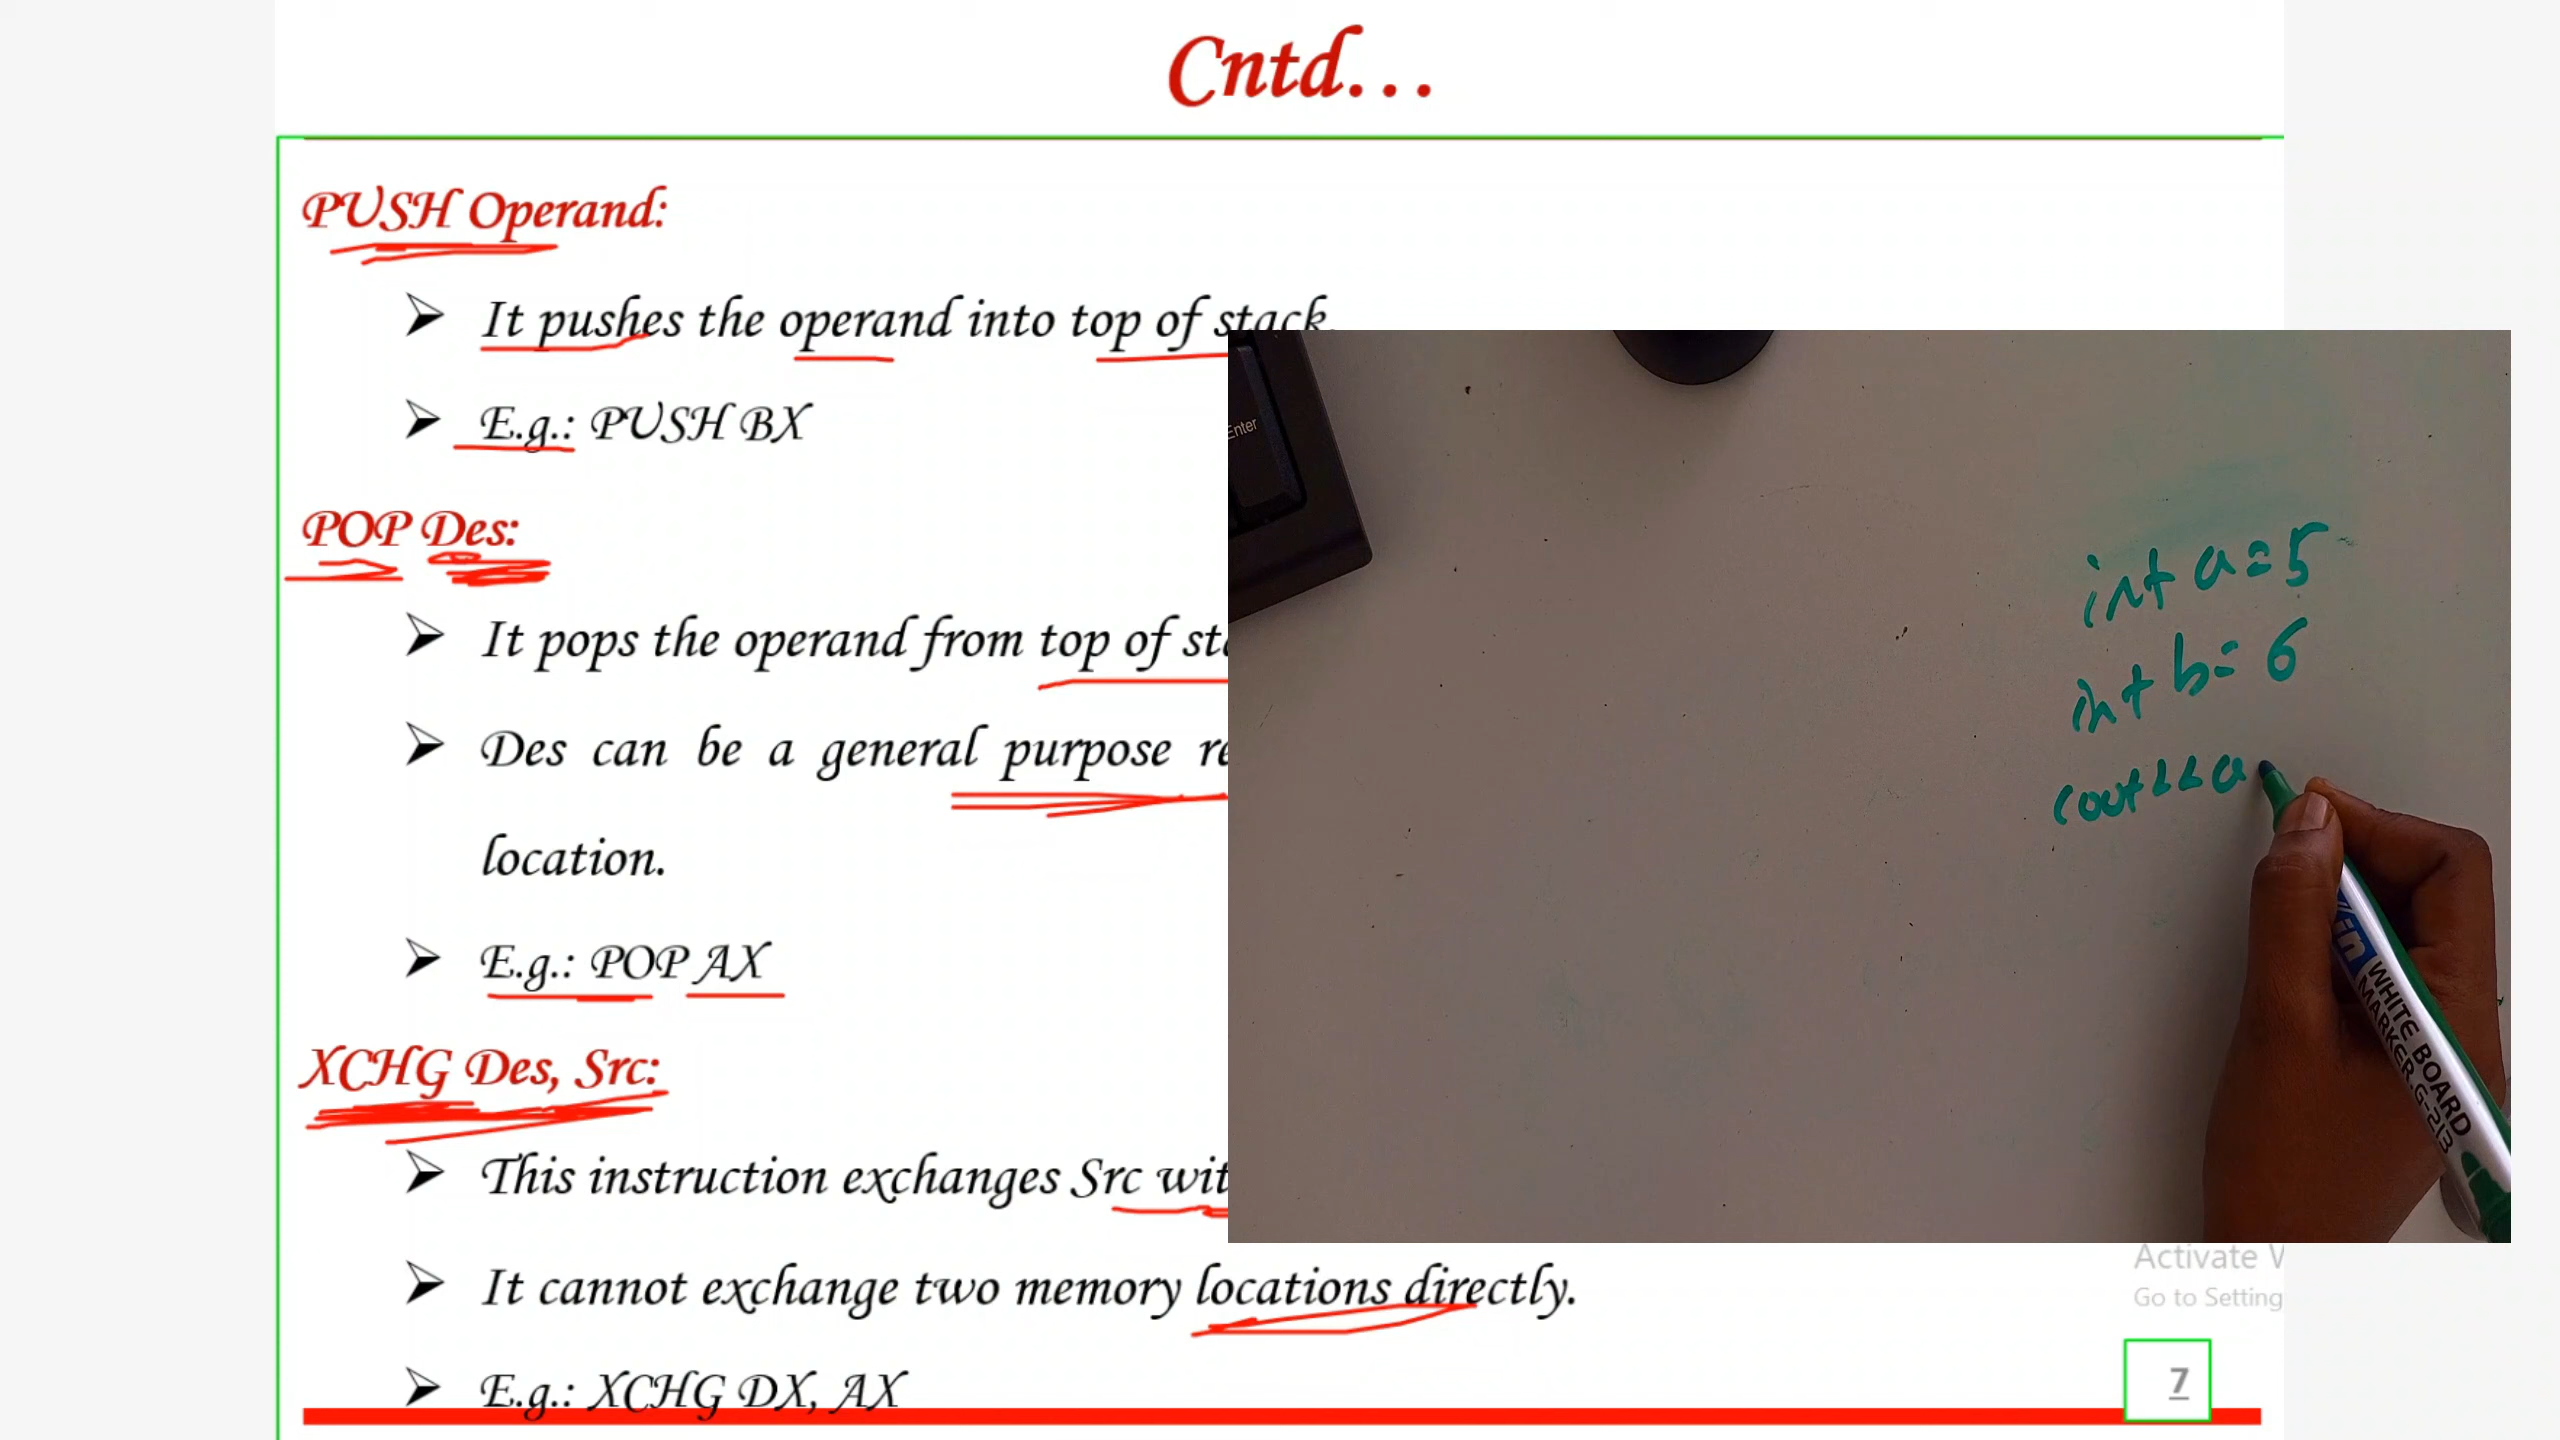 Cntd...
PUSH Operand:
It pushes the operand into top of stack.
E.g.: PUSH BX
POP Des:
It pops the operand from top of
Des can be a general purpose
location.
E.g.: POP AX
XCHG Des, Src:
This instruction exchanges Src
It cannot exchange two memory locations directly.
E.g.: XCHG DX, AX
Enter
int a=5
int b= 6
cout<<a
WHITE BOARD
MARKER.G-213
Activate
Go to Setting
7